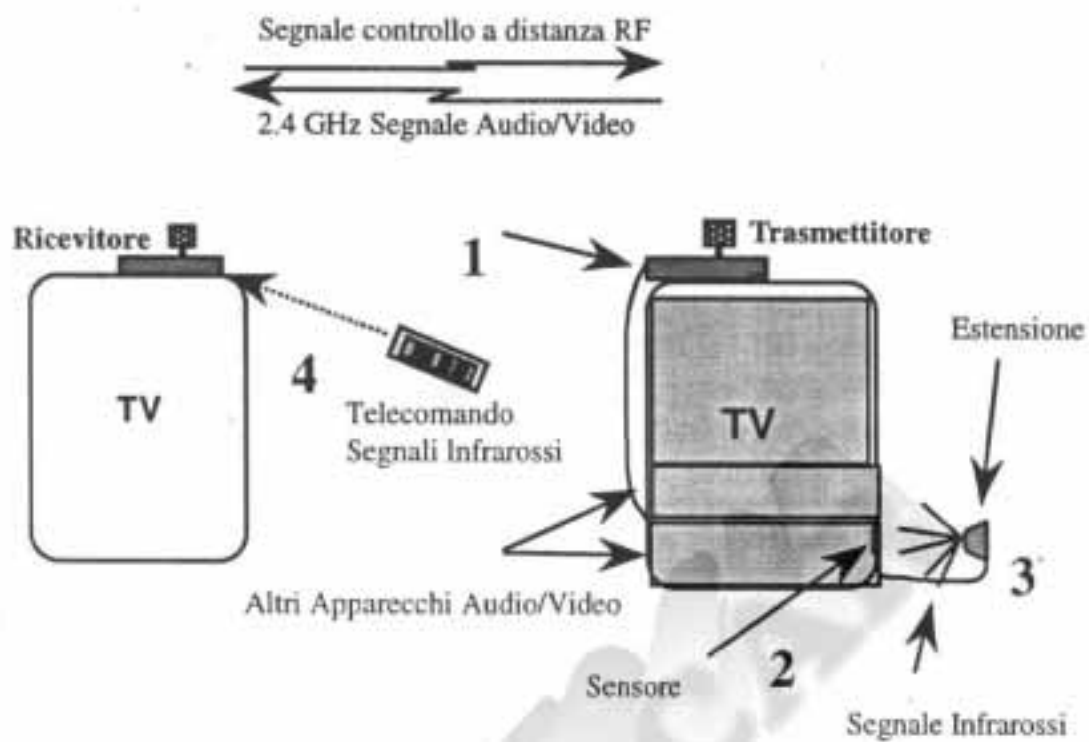 Segnale controllo a distanza RF
2.4 GHz Segnale Audio/Video
Ricevitore
1
Trasmettitore
Estensione
4
TV
Telecomando
Segnali Infrarossi
TV
3
Altri Apparecchi Audio/Video
2
Sensore
Segnale Infrarossi